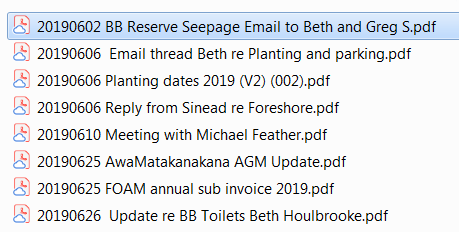 20190602 BB Reserve Seepage Email to Beth and Greg S.pdf
20190606  Email thread Beth re Planting and parking.pdf
20190606 Planting dates 2019 (V2) (002).pdf
20190606 Reply from Sinead re Foreshore.pdf
20190610 Meeting with Michael Feather.pdf
20190625 AwaMatakanakana AGM Update.pdf
20190625 FOAM annual sub invoice 2019.pdf
20190626  Update re BB Toilets Beth Houlbrooke.pdf